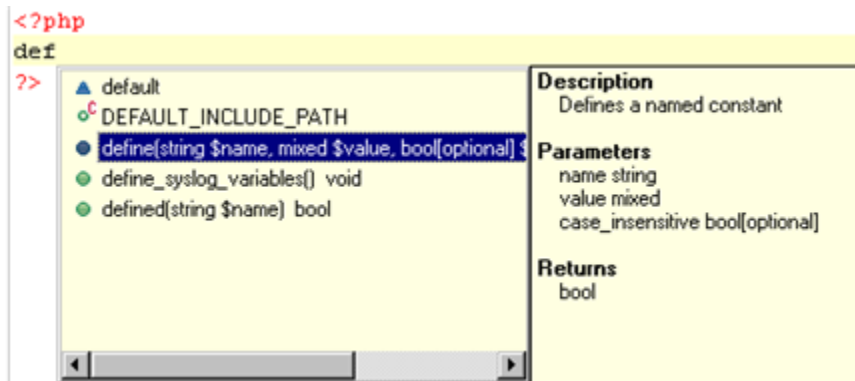 <?php
def
?>
default
DEFAULT_INCLUDE_PATH
define(string $name, mixed $value, bool[optional] $
define_syslog_variables() void
defined(string $name) bool
Description
Defines a named constant
Parameters
name string
value mixed
case_insensitive bool[optional]
Returns
bool